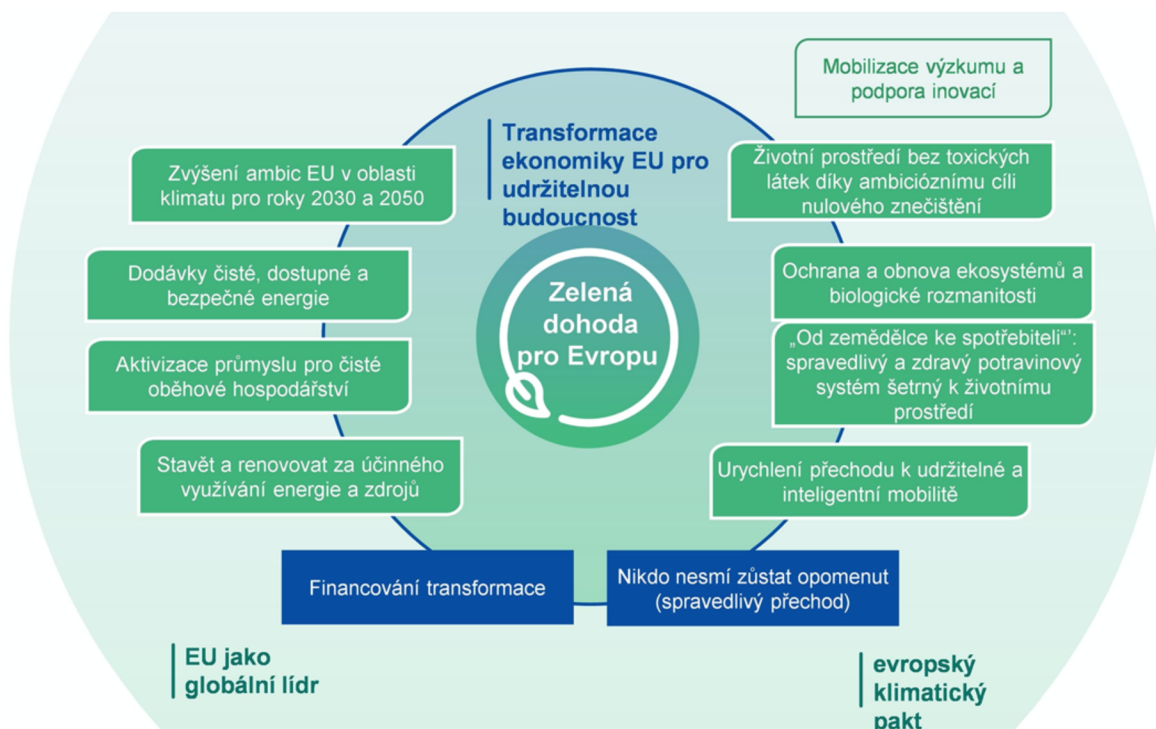 Mobilizace výzkumu a
podpora inovací
Transformace
ekonomiky EU pro
udržitelnou
budoucnost
Zvýšení ambic EU v oblasti
klimatu pro roky 2030 a 2050
Dodávky čisté, dostupné a
bezpečné energie
Aktivizace průmyslu pro čisté
oběhové hospodářství
Stavět a renovovat za účinného
využívání energie a zdrojů
Zelená
dohoda
pro Evropu
Životní prostředí bez toxických
látek díky ambicióznímu cíli
nulového znečištění
Ochrana a obnova ekosystémů a
biologické rozmanitosti
„Od zemědělce ke spotřebiteli“':
spravedlivý a zdravý potravinový
systém šetrný k životnímu
prostředí
Urychlení přechodu k udržitelné a
inteligentní mobilitě
Financování transformace
Nikdo nesmí zůstat opomenut
(spravedlivý přechod)
EU jako
globální lídr
evropský
klimatický
pakt